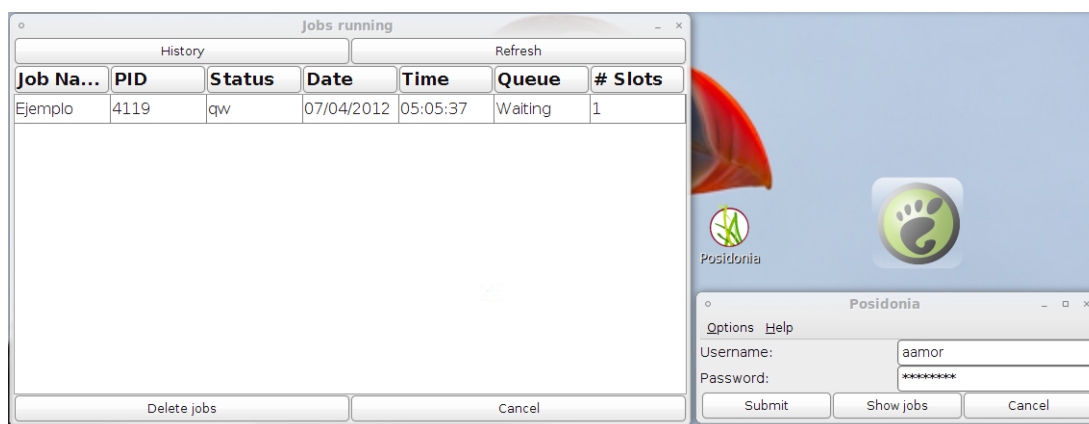 Jobs running
History Refresh
Job Na... PID Status Date Time Queue # Slots
Ejemplo 4119 qw 07/04/2012 05:05:37 Waiting 1
Delete jobs Cancel
Posidonia
Posidonia
Options Help
Username: aamor
Password: ********
Submit Show jobs Cancel